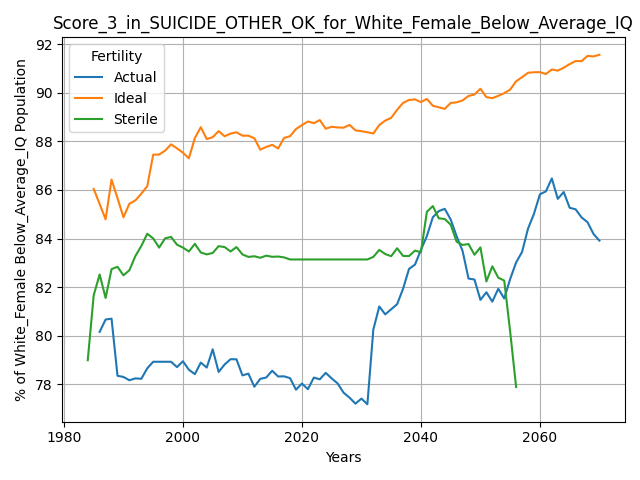 Score_3_in_SUICIDE_OTHER_OK_for_White_Female_Below_Average_IQ
% of White_Female Below_Average_IQ Population
92
90
88
86
84
82
80
78
Fertility
Actual
Ideal
Sterile
1980
2000
2020
2040
2060
Years